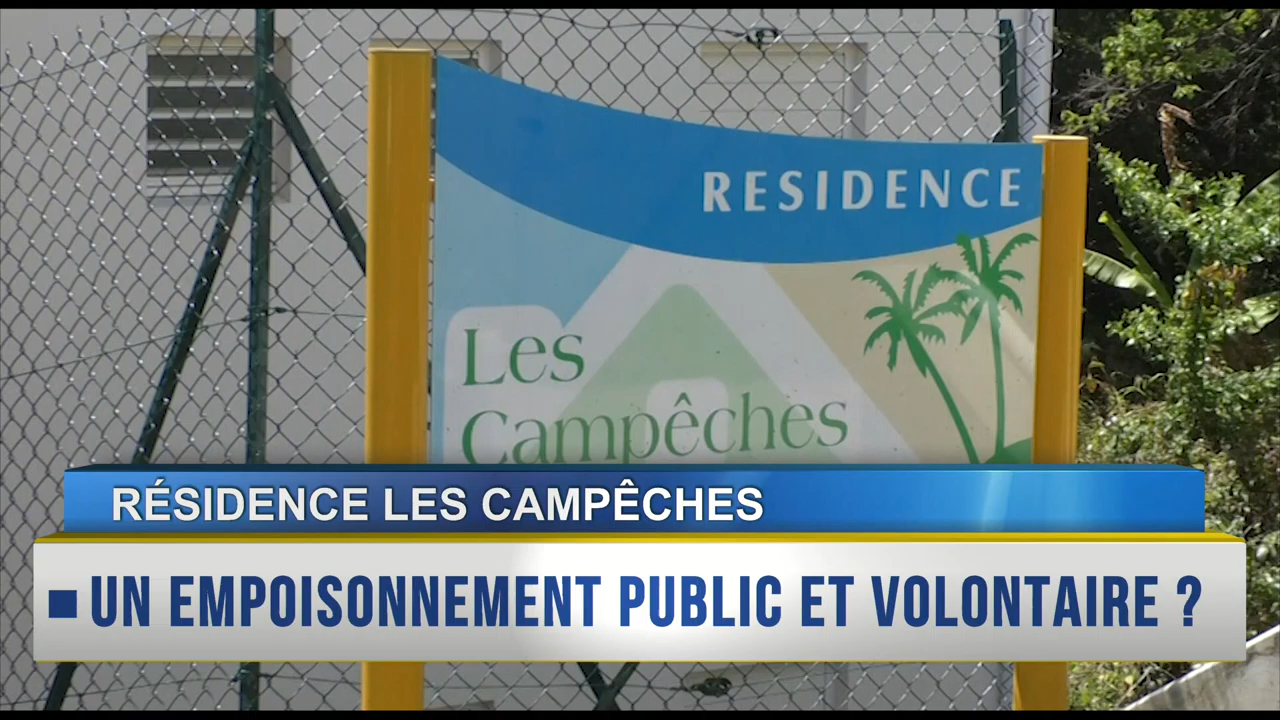 RESIDENCE
Les
Campêches
RÉSIDENCE LES CAMPÊCHES
UN EMPOISONNEMENT PUBLIC ET VOLONTAIRE ?